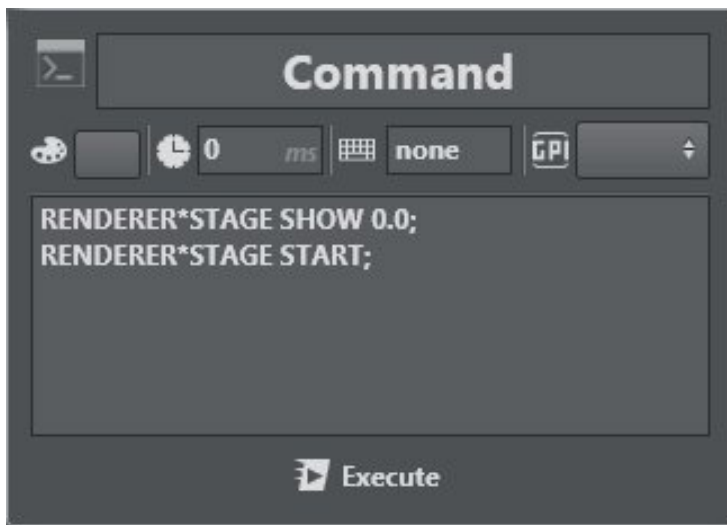 Command
0 ms none GPI
RENDERER*STAGE SHOW 0.0;
RENDERER*STAGE START;
Execute